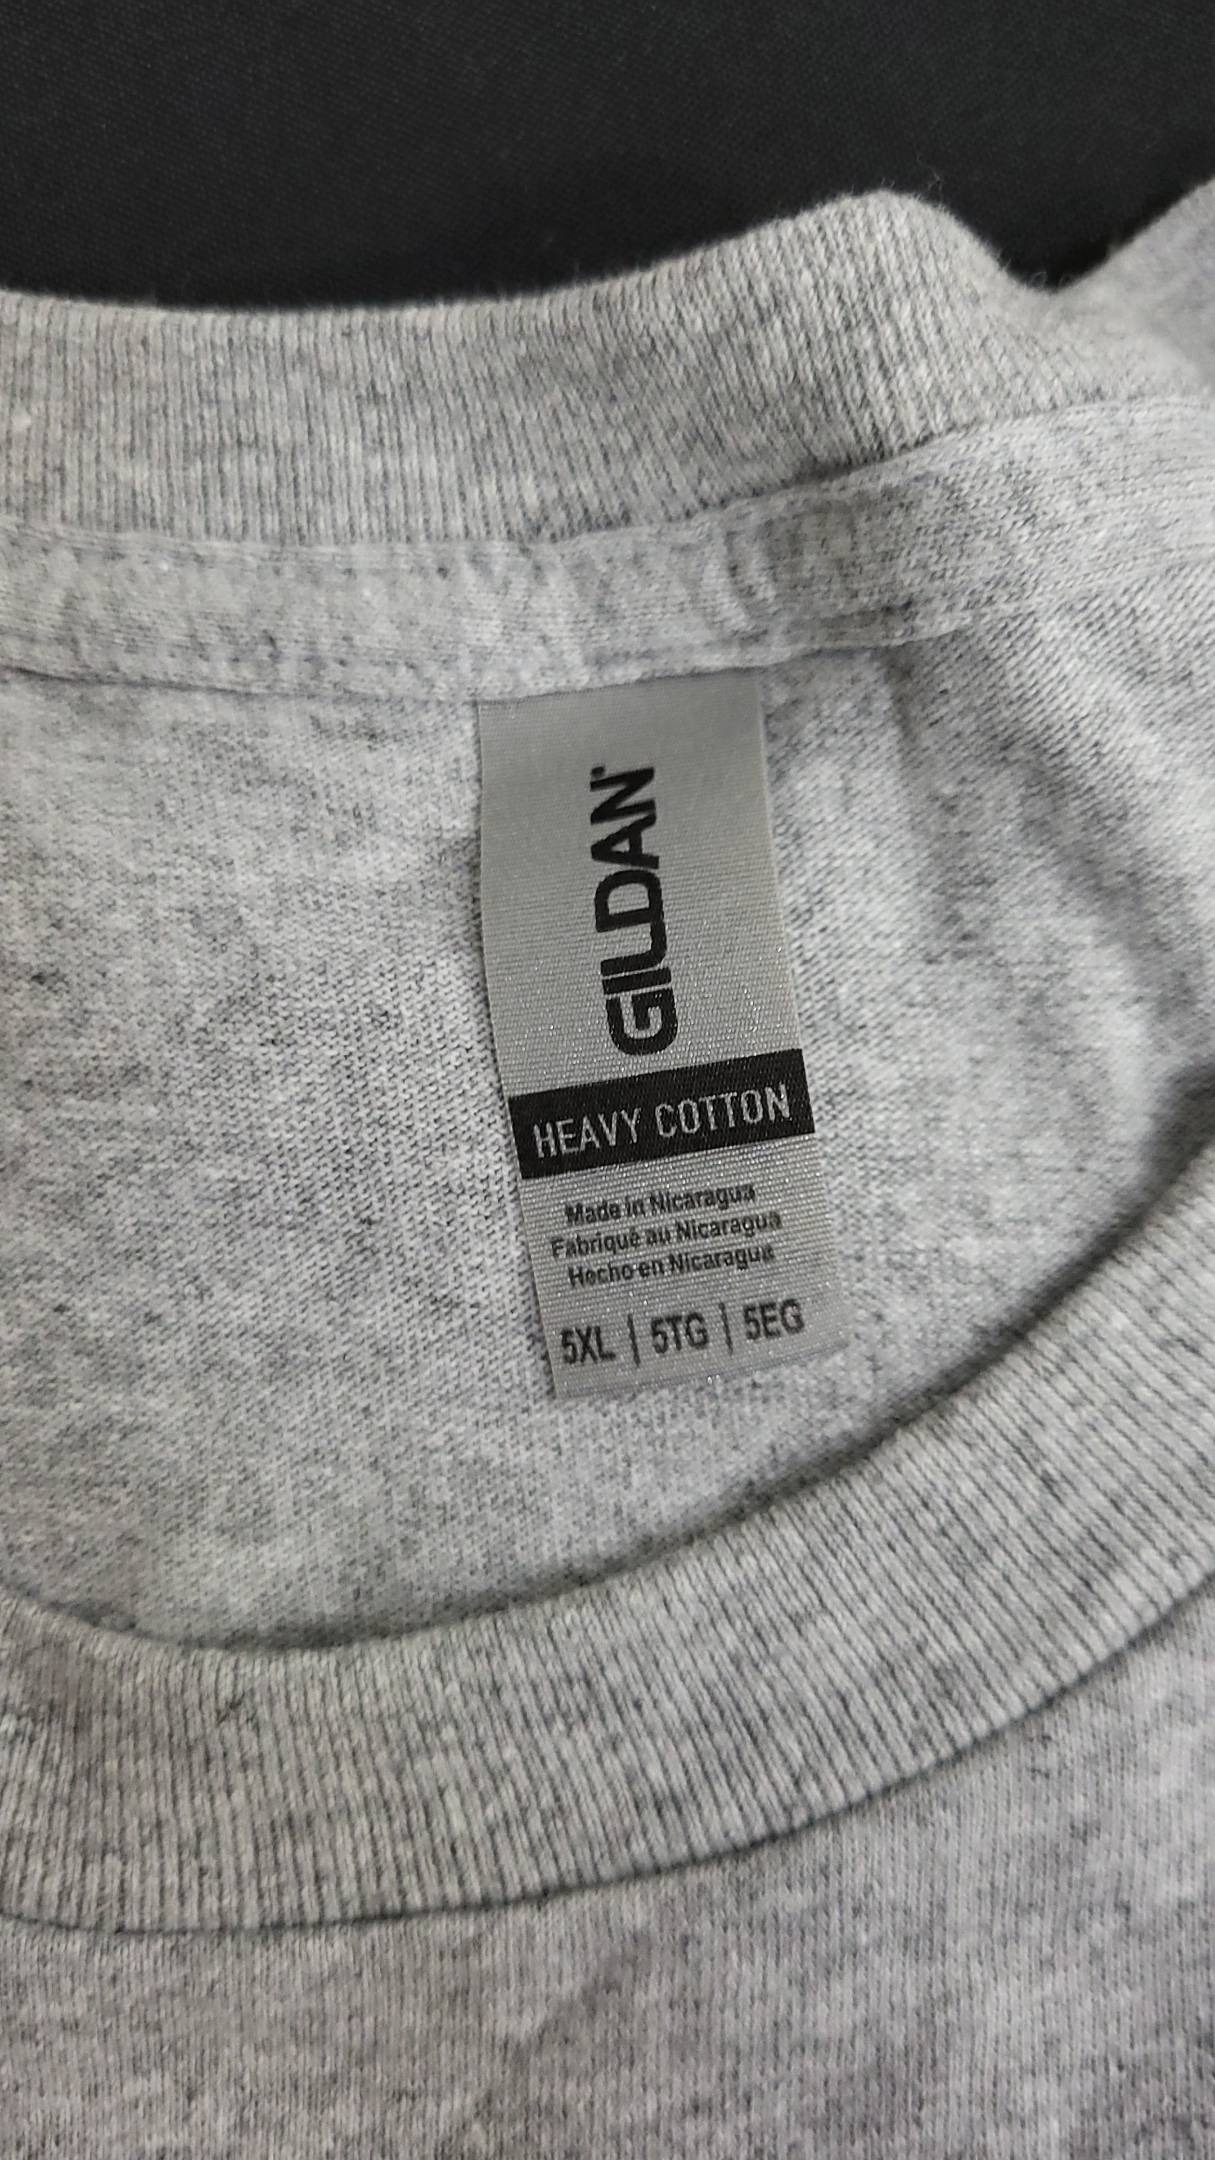 GILDAN
HEAVY COTTON
Made in Nicaragua
Fabriqué au Nicaragua
Hecho en Nicaragua
5XL | 5TG | 5EG